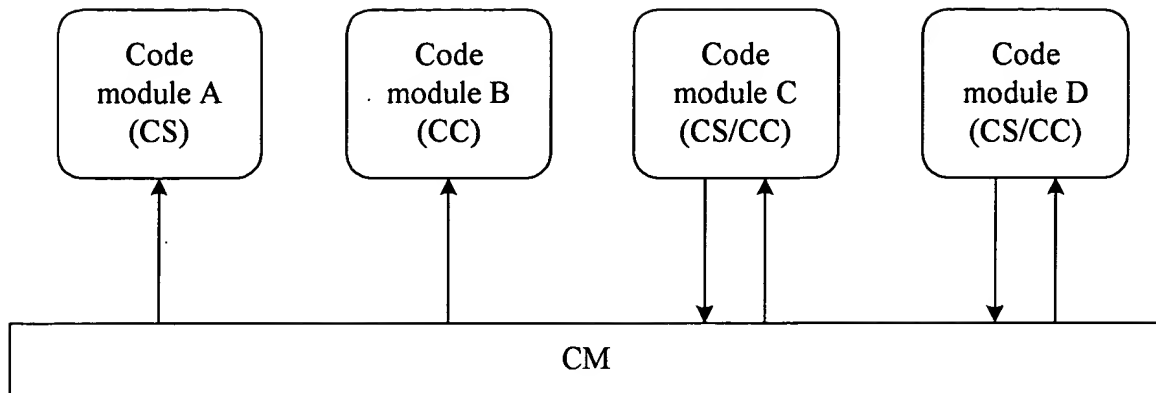 Code
module A
(CS)
Code
module B
(CC)
Code
module C
(CS/CC)
Code
module D
(CS/CC)
CM